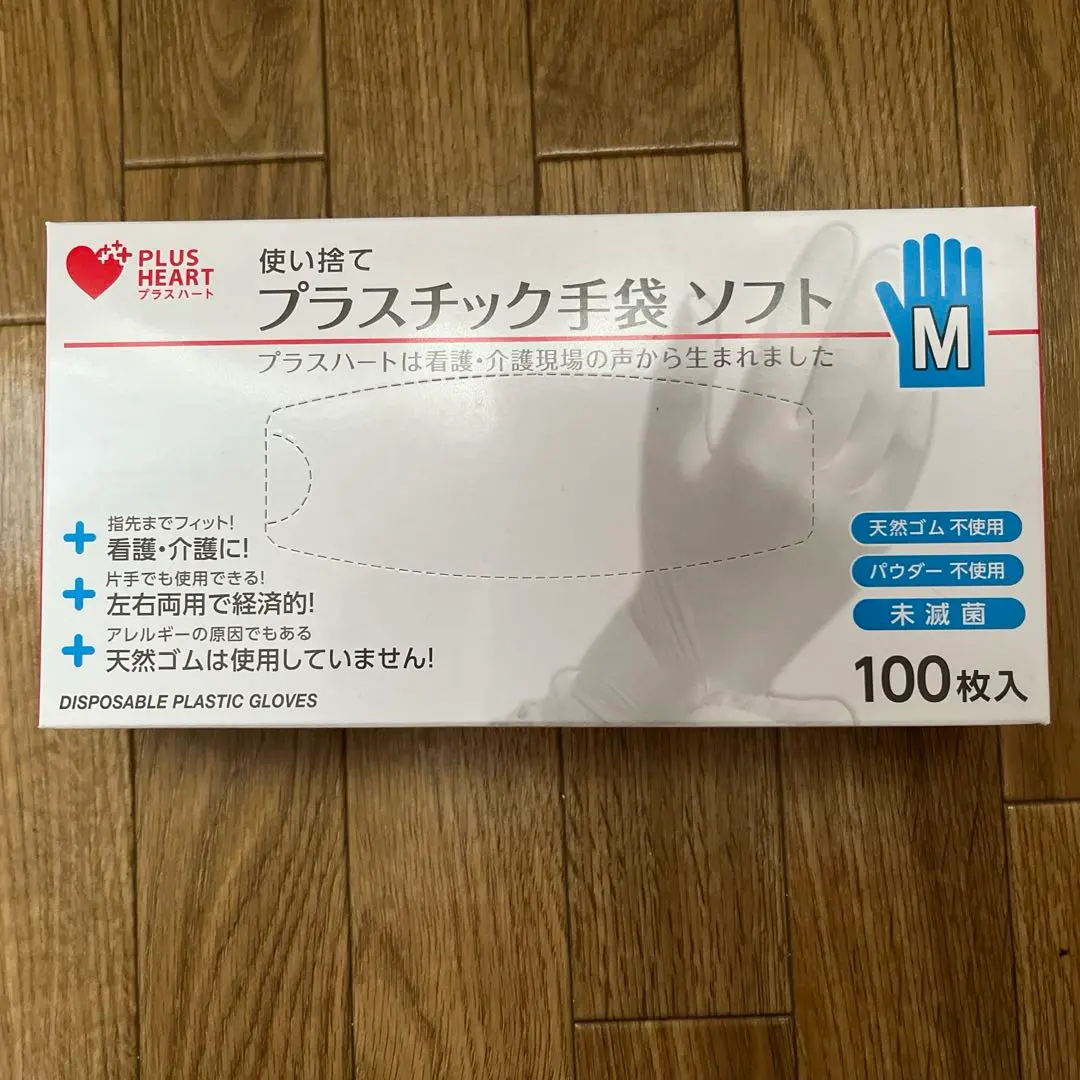 PLUS
HEART
プラスハート
使い捨て
プラスチック手袋 ソフト
プラスハートは看護・介護現場の声から生まれました
M
指先までフィット!
看護・介護に!
片手でも使用できる!
左右両用で経済的!
アレルギーの原因でもある
天然ゴムは使用していません!
DISPOSABLE PLASTIC GLOVES
天然ゴム 不使用
パウダー 不使用
未滅菌
100枚入